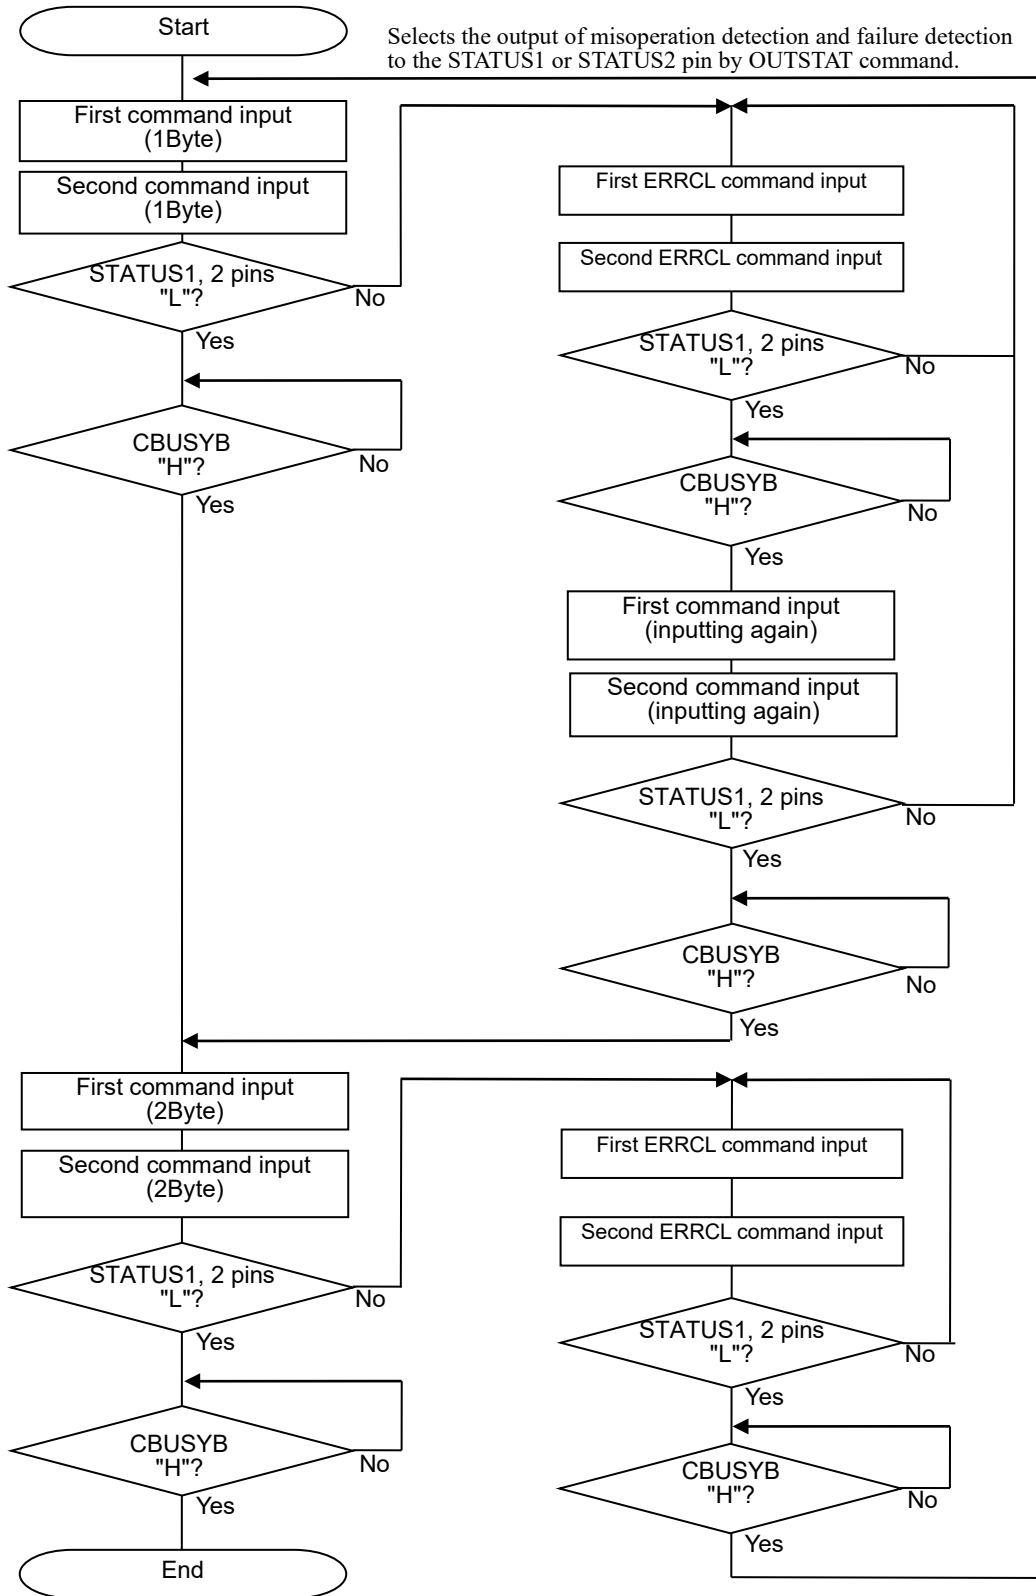 Start
Selects the output of misoperation detection and failure detection
to the STATUS1 or STATUS2 pin by OUTSTAT command.
First command input
(1Byte)
Second command input
(1Byte)
STATUS1, 2 pins
"L"?
No
Yes
CBUSYB
"H"?
No
Yes
First ERRCL command input
Second ERRCL command input
STATUS1, 2 pins
"L"?
No
Yes
CBUSYB
"H"?
No
Yes
First command input
(inputting again)
Second command input
(inputting again)
STATUS1, 2 pins
"L"?
No
Yes
CBUSYB
"H"?
No
Yes
First command input
(2Byte)
Second command input
(2Byte)
STATUS1, 2 pins
"L"?
No
Yes
CBUSYB
"H"?
No
Yes
End
First ERRCL command input
Second ERRCL command input
STATUS1, 2 pins
"L"?
No
Yes
CBUSYB
"H"?
No
Yes